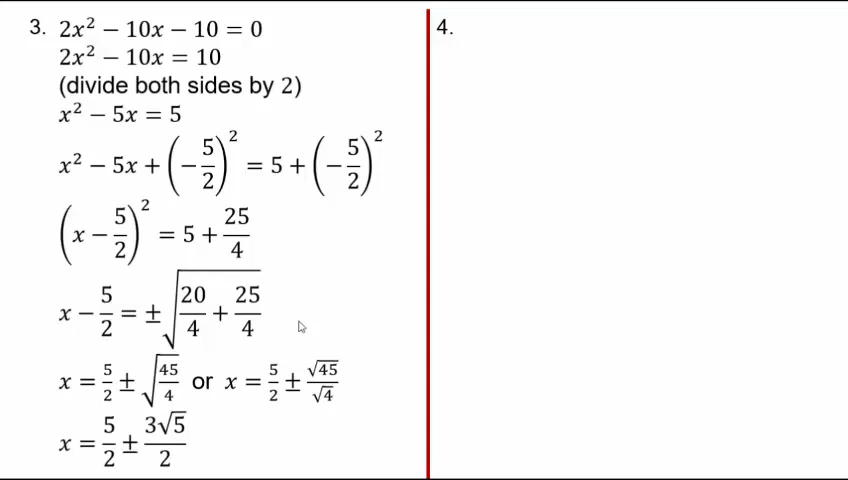 3. 2x² − 10x − 10 = 0
2x² − 10x = 10
(divide both sides by 2)
x² − 5x = 5
x² − 5x + (−5/2)² = 5 + (−5/2)²
(x − 5/2)² = 5 + 25/4
x − 5/2 = ± √(20/4 + 25/4)
x = 5/2 ± √(45/4) or x = 5/2 ± √45/√4
x = 5/2 ± 3√5/2
4.